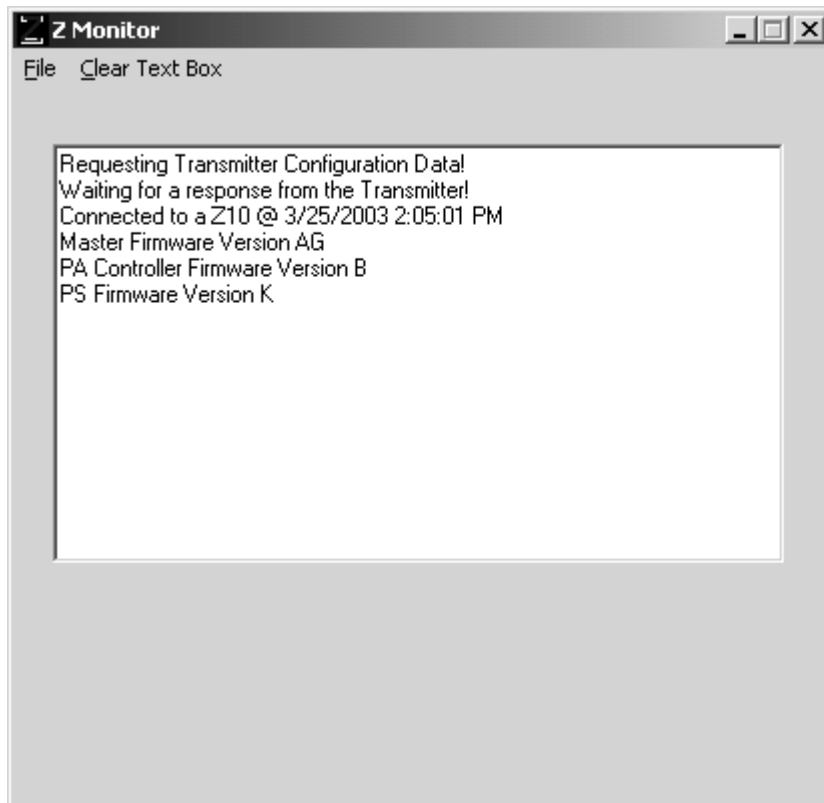 Z Monitor
File Clear Text Box
Requesting Transmitter Configuration Data!
Waiting for a response from the Transmitter!
Connected to a Z10 @ 3/25/2003 2:05:01 PM
Master Firmware Version AG
PA Controller Firmware Version B
PS Firmware Version K